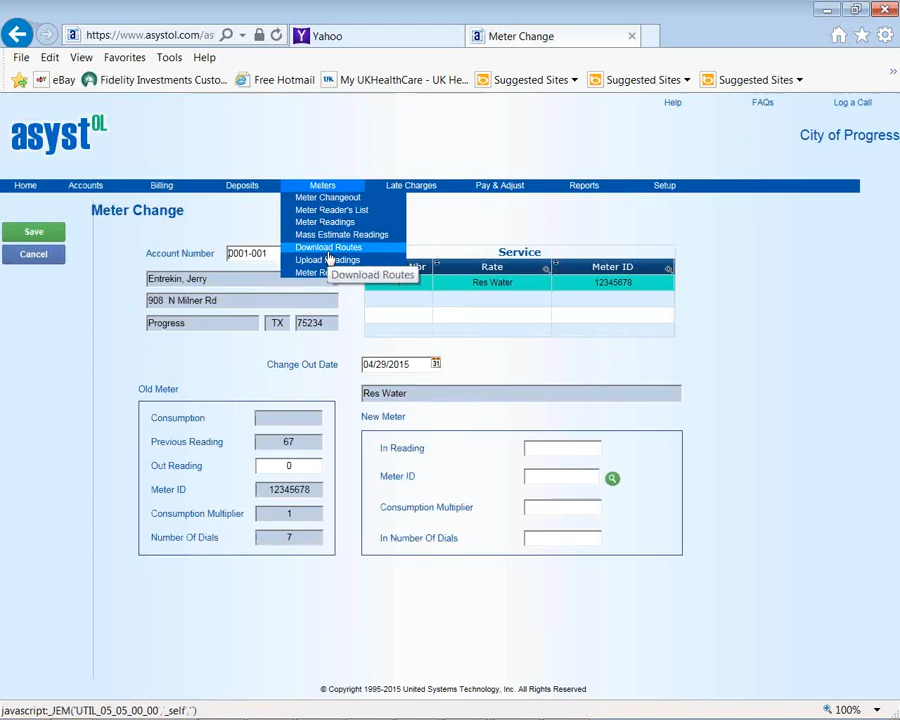 https://www.asystol.com/as
Yahoo
Meter Change
File Edit View Favorites Tools Help
eBay Fidelity Investments Custo... Free Hotmail My UKHealthCare - UK He... Suggested Sites Suggested Sites Suggested Sites
Help FAQs Log a Call
asyst OL
City of Progress
Home Accounts Billing Deposits Meters Late Charges Pay & Adjust Reports Setup
Meter Changeout
Meter Reader's List
Meter Readings
Mass Estimate Readings
Download Routes
Upload
Meter
Download Routes
Meter Change
Save
Cancel
Account Number 0001-001
Entrekin, Jerry
908 N Milner Rd
Progress TX 75234
Service
Rate Meter ID
Res Water 12345678
Change Out Date 04/29/2015 31
Old Meter
Res Water
New Meter
Consumption
Previous Reading 67
Out Reading 0
Meter ID 12345678
Consumption Multiplier 1
Number Of Dials 7
In Reading
Meter ID
Consumption Multiplier
In Number Of Dials
© Copyright 1995-2015 United Systems Technology, Inc. All Rights Reserved.
javascript:_JEM('UTIL_05_05_00_00','_self','')
100%